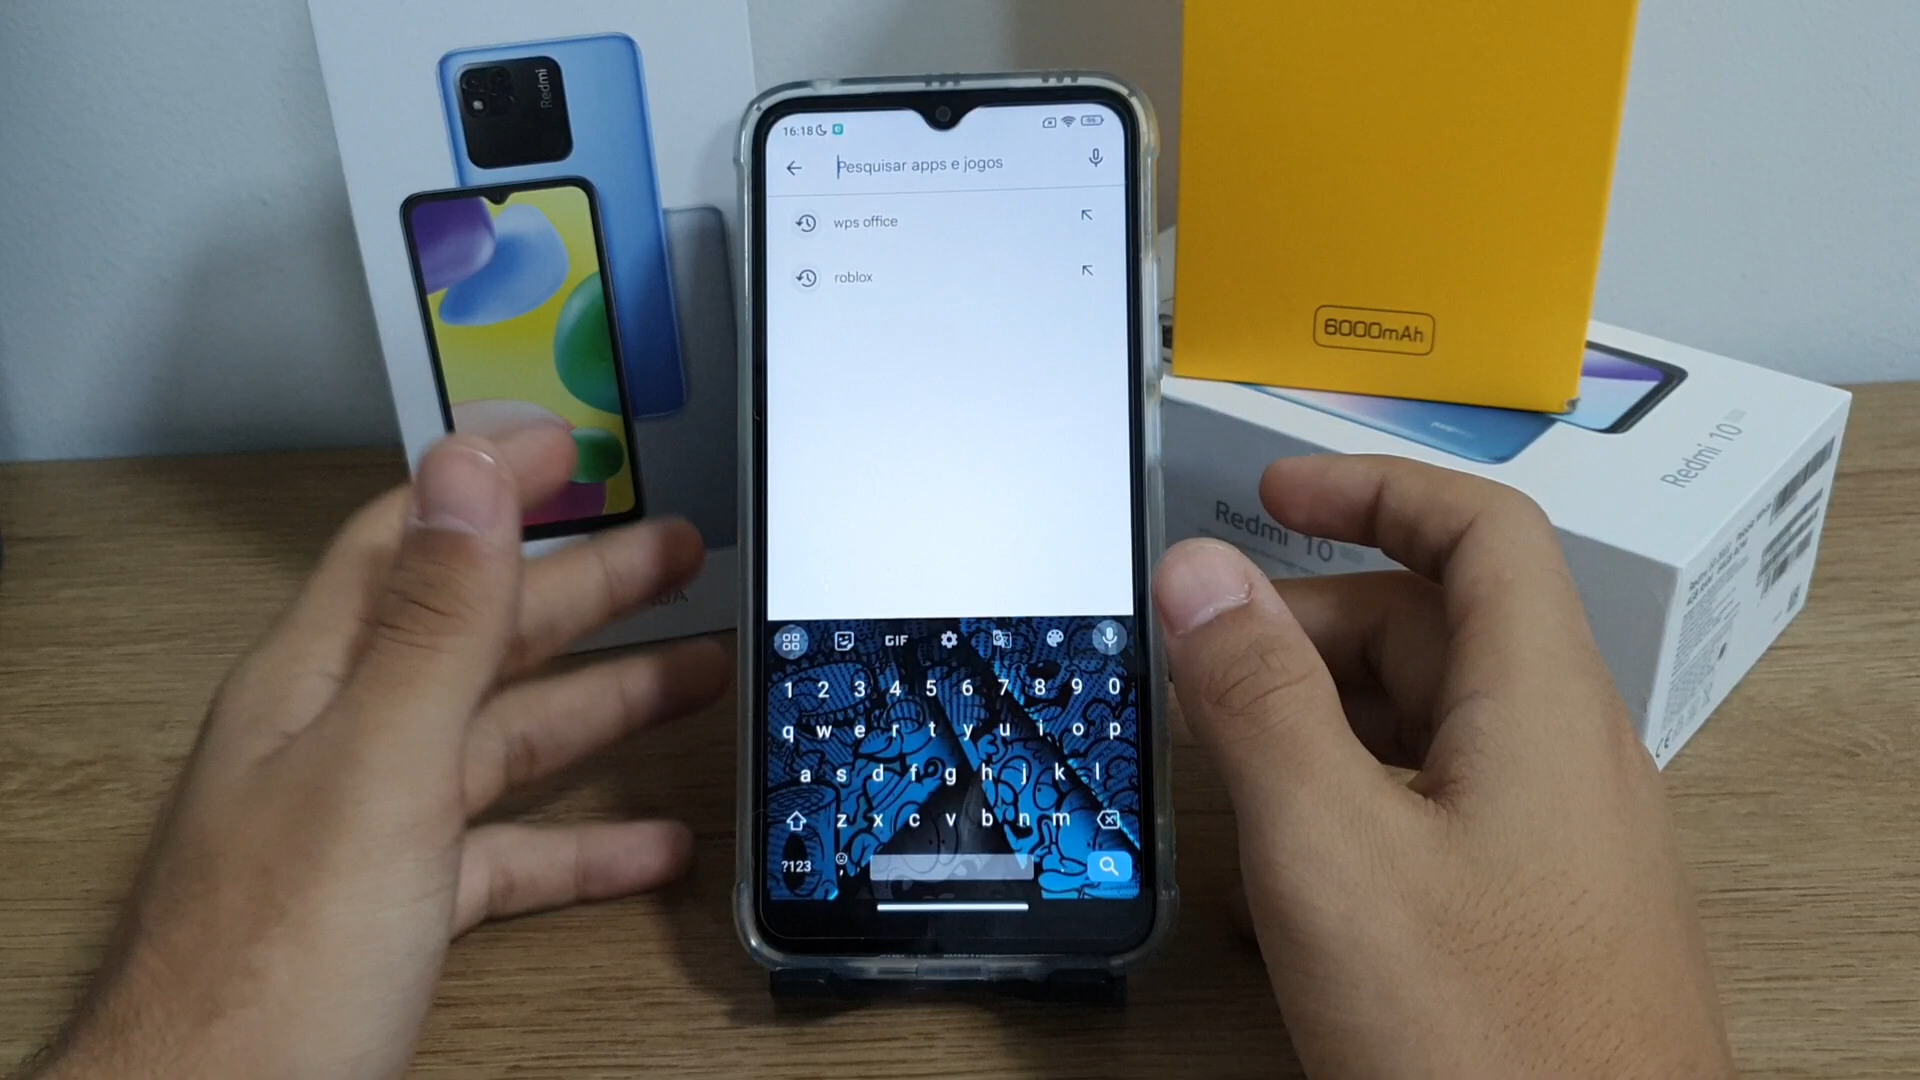 Redmi
16:18
Pesquisar apps e jogos
wps office
roblox
GIF
1 2 3 4 5 6 7 8 9 0
q w e r t y u i o p
a s d f g h j k l
z x c v b n m
?123
.
6000mAh
Redmi 10
Redmi 10